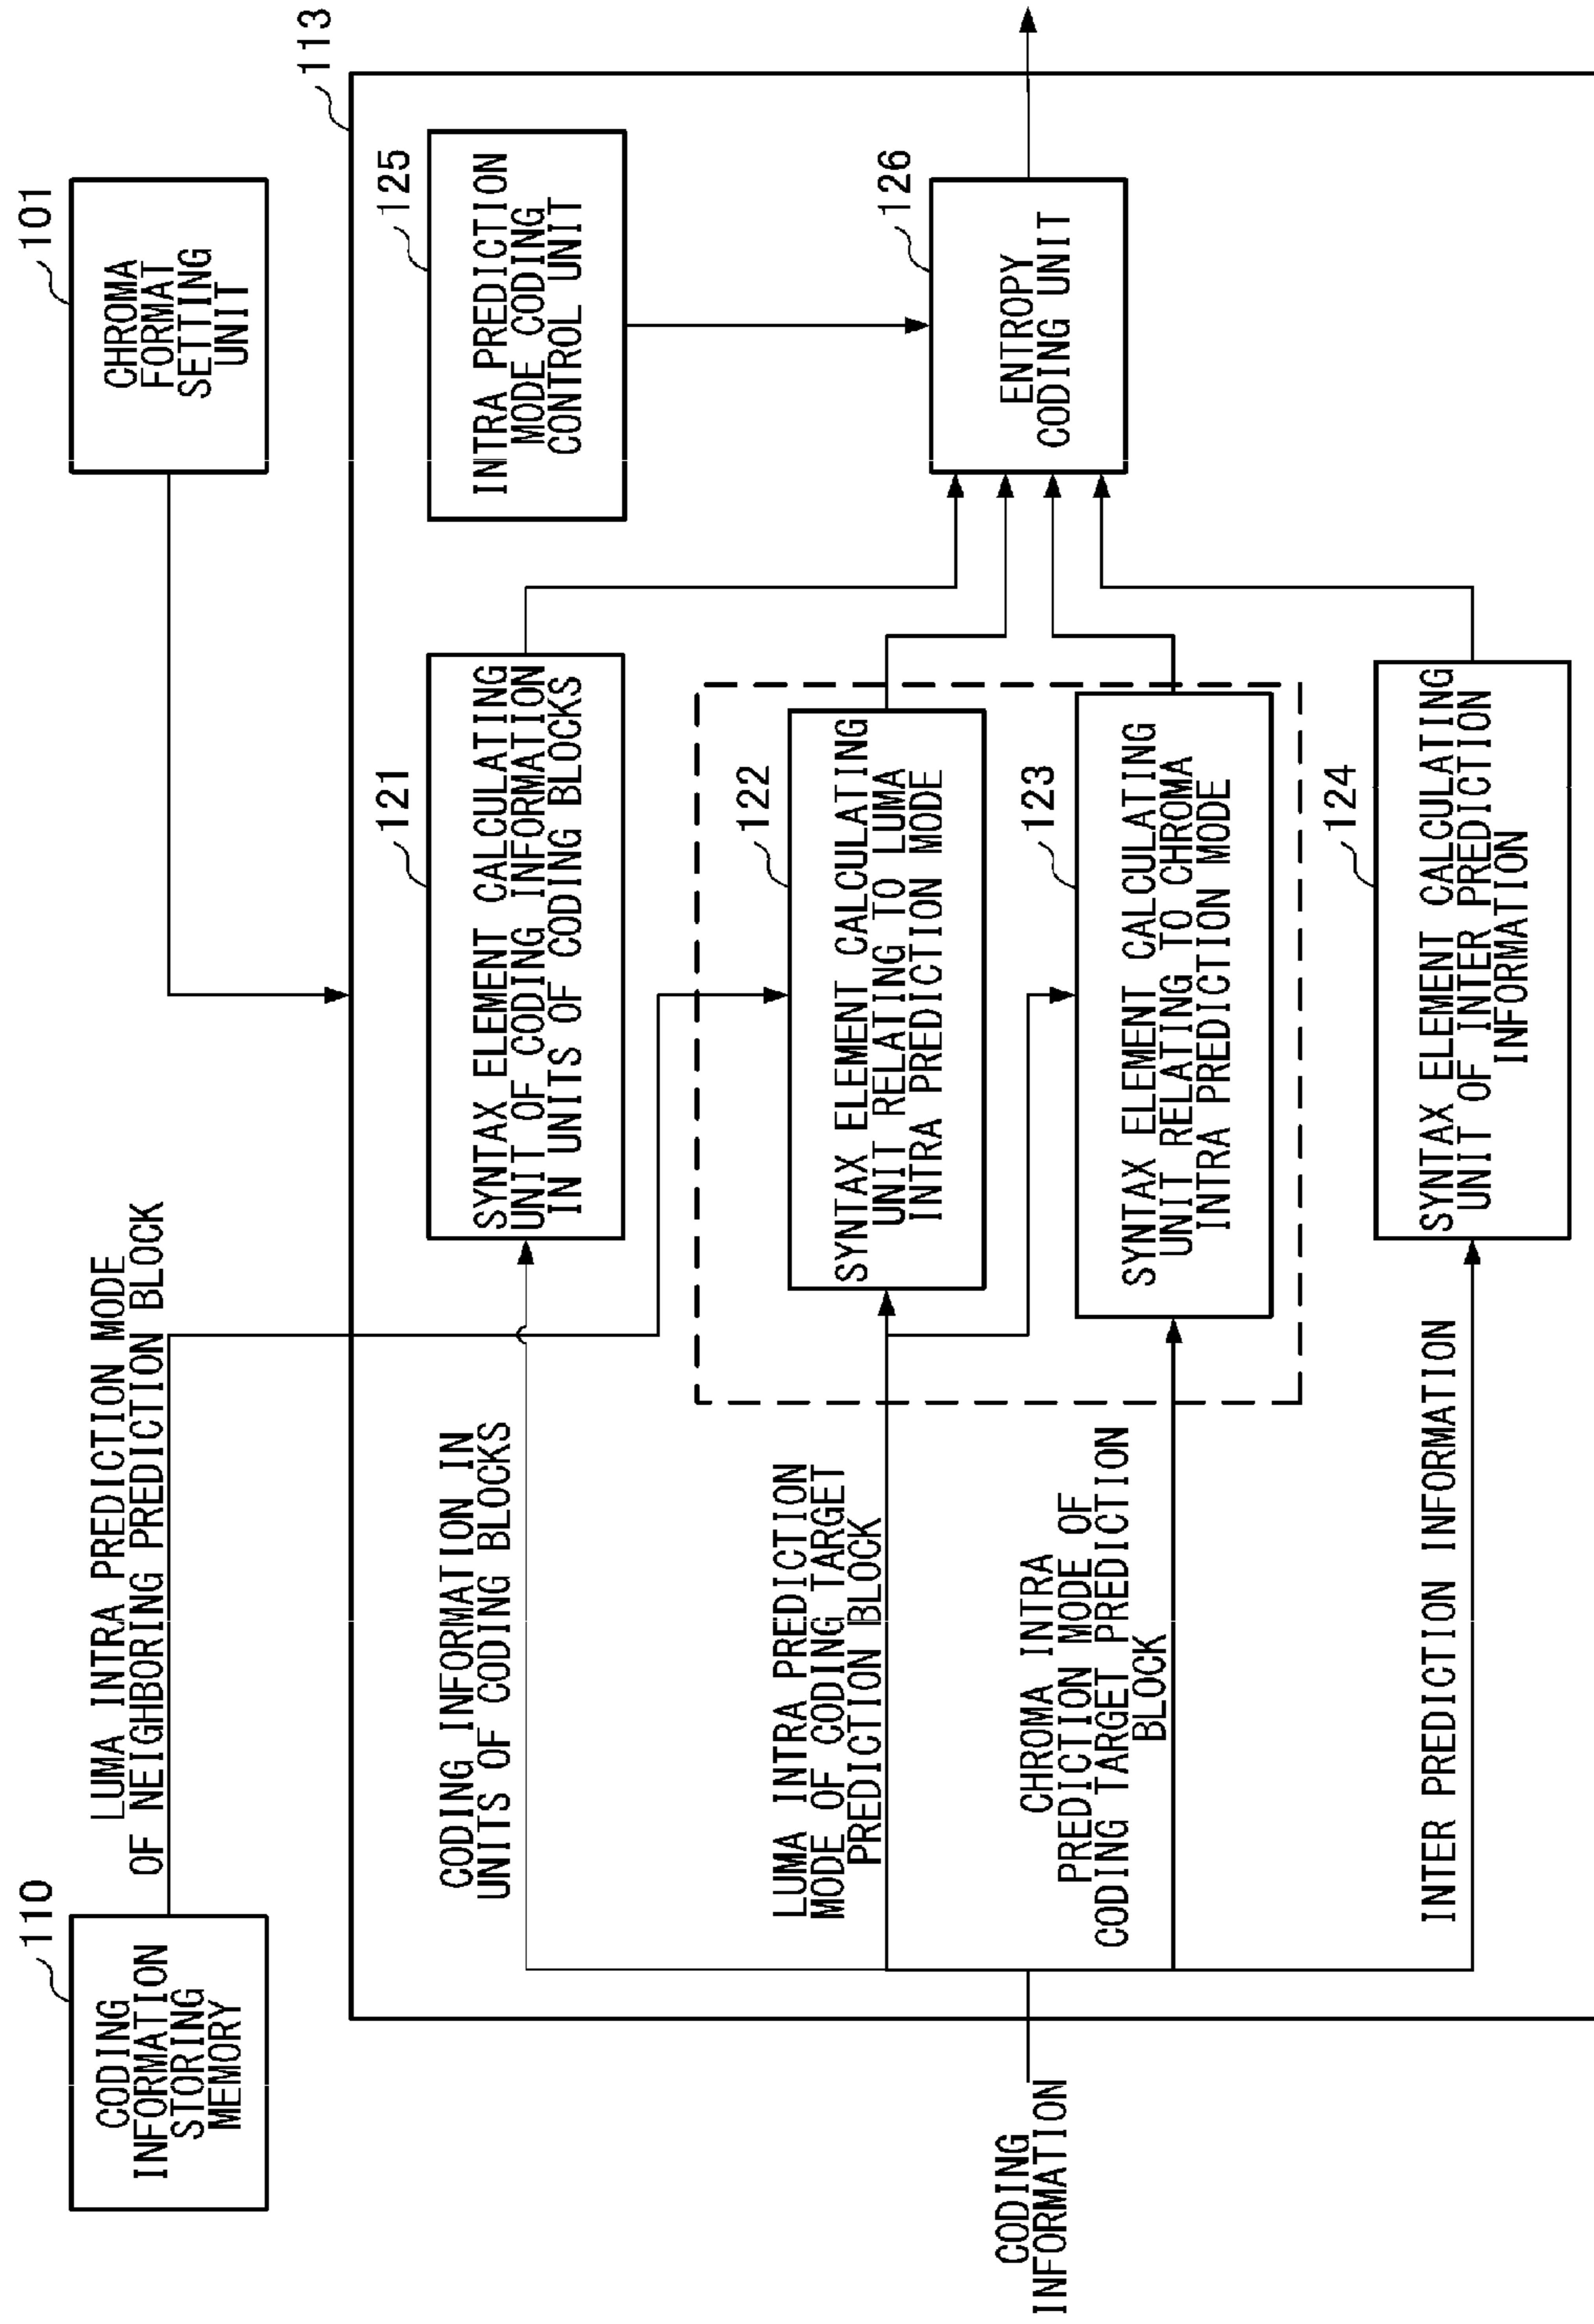 110
CODING
INFORMATION
STORING
MEMORY
LUMA INTRA PREDICTION MODE
OF NEIGHBORING PREDICTION BLOCK
101
CHROMA
FORMAT
SETTING
UNIT
113
CODING
INFORMATION
CODING INFORMATION IN
UNITS OF CODING BLOCKS
121
SYNTAX ELEMENT CALCULATING
UNIT OF CODING INFORMATION
IN UNITS OF CODING BLOCKS
125
INTRA PREDICTION
MODE CODING
CONTROL UNIT
LUMA INTRA PREDICTION
MODE OF CODING TARGET
PREDICTION BLOCK
122
SYNTAX ELEMENT CALCULATING
UNIT RELATING TO LUMA
INTRA PREDICTION MODE
126
ENTROPY
CODING UNIT
CHROMA INTRA
PREDICTION MODE OF
CODING TARGET PREDICTION
BLOCK
123
SYNTAX ELEMENT CALCULATING
UNIT RELATING TO CHROMA
INTRA PREDICTION MODE
INTER PREDICTION INFORMATION
124
SYNTAX ELEMENT CALCULATING
UNIT OF INTER PREDICTION
INFORMATION